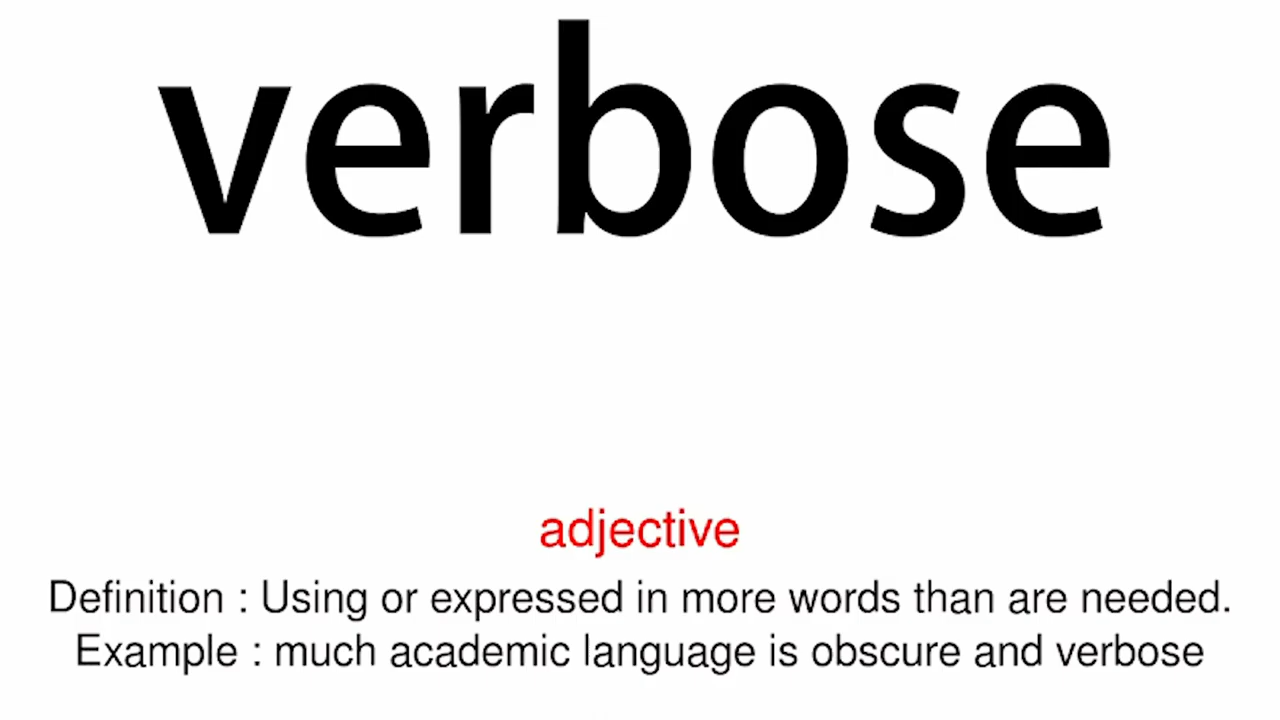 verbose
adjective
Definition : Using or expressed in more words than are needed.
Example : much academic language is obscure and verbose